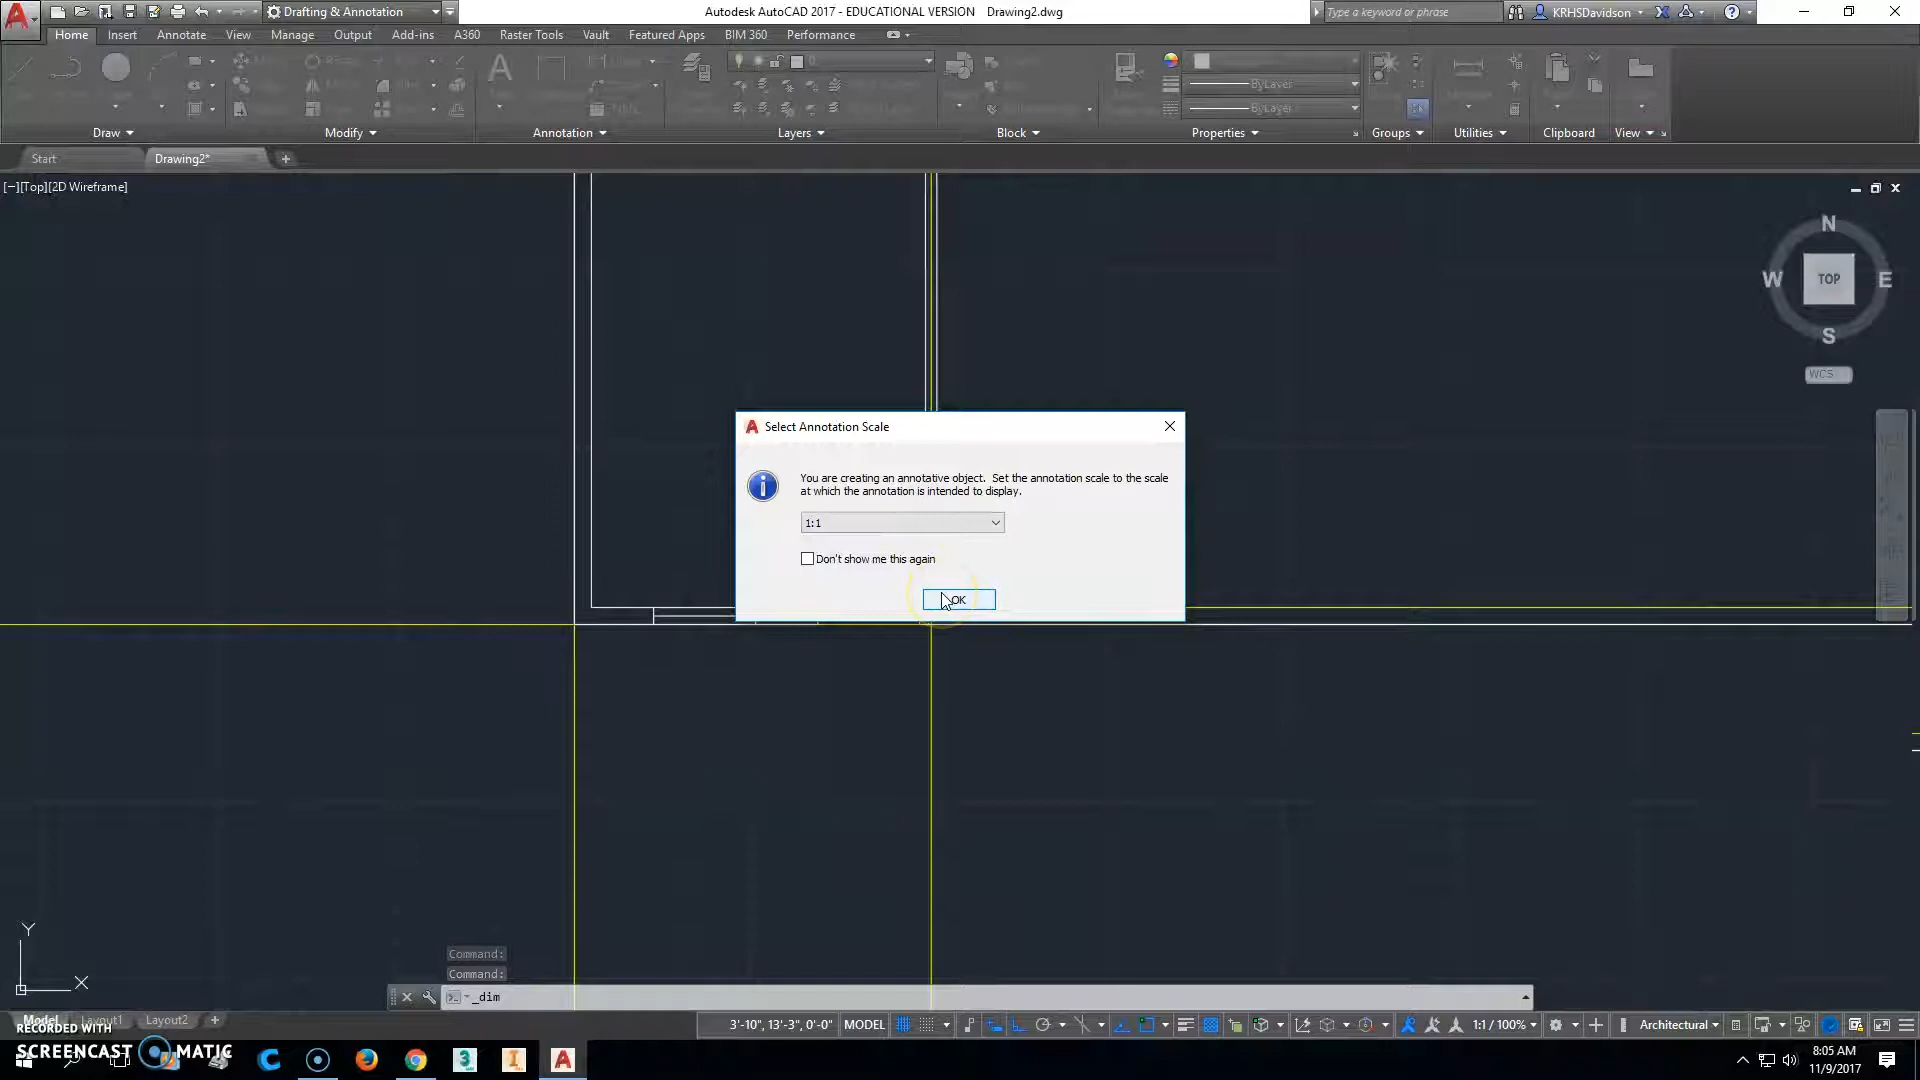 Drafting & Annotation
Autodesk AutoCAD 2017 - EDUCATIONAL VERSION Drawing2.dwg
Type a keyword or phrase
KRHSDavidson
Home Insert Annotate View Manage Output Add-ins A360 Raster Tools Vault Featured Apps BIM 360 Performance
ByLayer
ByLayer
Draw Modify Annotation Layers Block Properties Groups Utilities Clipboard View
Start Drawing2*
[−][Top][2D Wireframe]
N
W TOP E
S
WCS
Select Annotation Scale
You are creating an annotative object. Set the annotation scale to the scale
at which the annotation is intended to display.
1:1
Don't show me this again
OK
Y
X
Command:
Command:
_dim
Model Layout1 Layout2
3'-10", 13'-3", 0'-0" MODEL 1:1 / 100% Architectural
RECORDED WITH
SCREENCAST MATIC
8:05 AM
11/9/2017